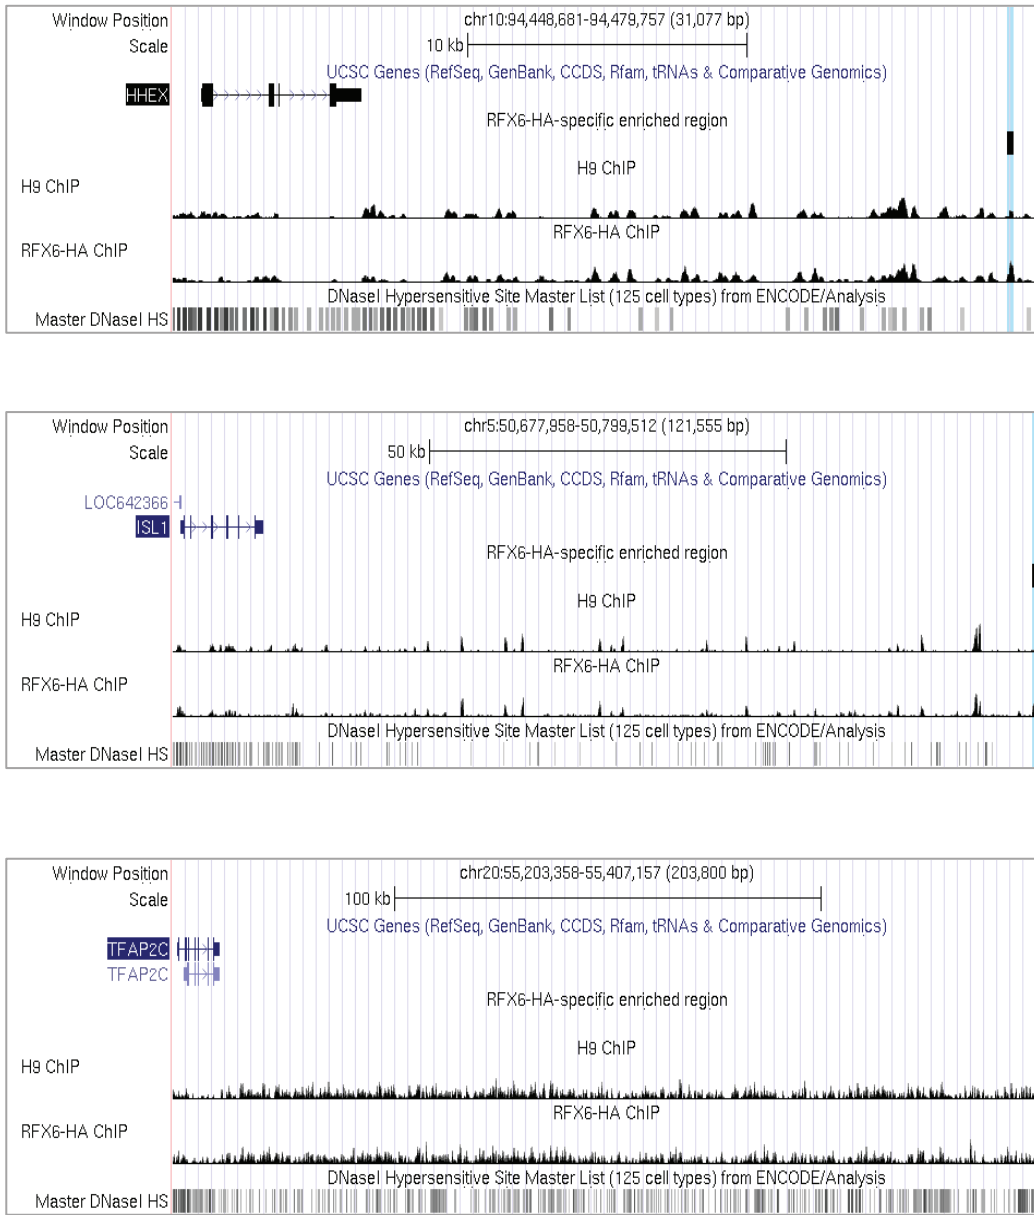 Window Position chr10:94,448,681-94,479,757 (31,077 bp)
Scale 10 kb
UCSC Genes (RefSeq, GenBank, CCDS, Rfam, tRNAs & Comparative Genomics)
HHEX
RFX6-HA-specific enriched region
H9 ChIP
H9 ChIP
RFX6-HA ChIP
RFX6-HA ChIP
DNaseI Hypersensitive Site Master List (125 cell types) from ENCODE/Analysis
Master DNaseI HS
Window Position chr5:50,677,958-50,799,512 (121,555 bp)
Scale 50 kb
UCSC Genes (RefSeq, GenBank, CCDS, Rfam, tRNAs & Comparative Genomics)
LOC642366
ISL1
RFX6-HA-specific enriched region
H9 ChIP
H9 ChIP
RFX6-HA ChIP
RFX6-HA ChIP
DNaseI Hypersensitive Site Master List (125 cell types) from ENCODE/Analysis
Master DNaseI HS
Window Position chr20:55,203,358-55,407,157 (203,800 bp)
Scale 100 kb
UCSC Genes (RefSeq, GenBank, CCDS, Rfam, tRNAs & Comparative Genomics)
TFAP2C
TFAP2C
RFX6-HA-specific enriched region
H9 ChIP
H9 ChIP
RFX6-HA ChIP
RFX6-HA ChIP
DNaseI Hypersensitive Site Master List (125 cell types) from ENCODE/Analysis
Master DNaseI HS